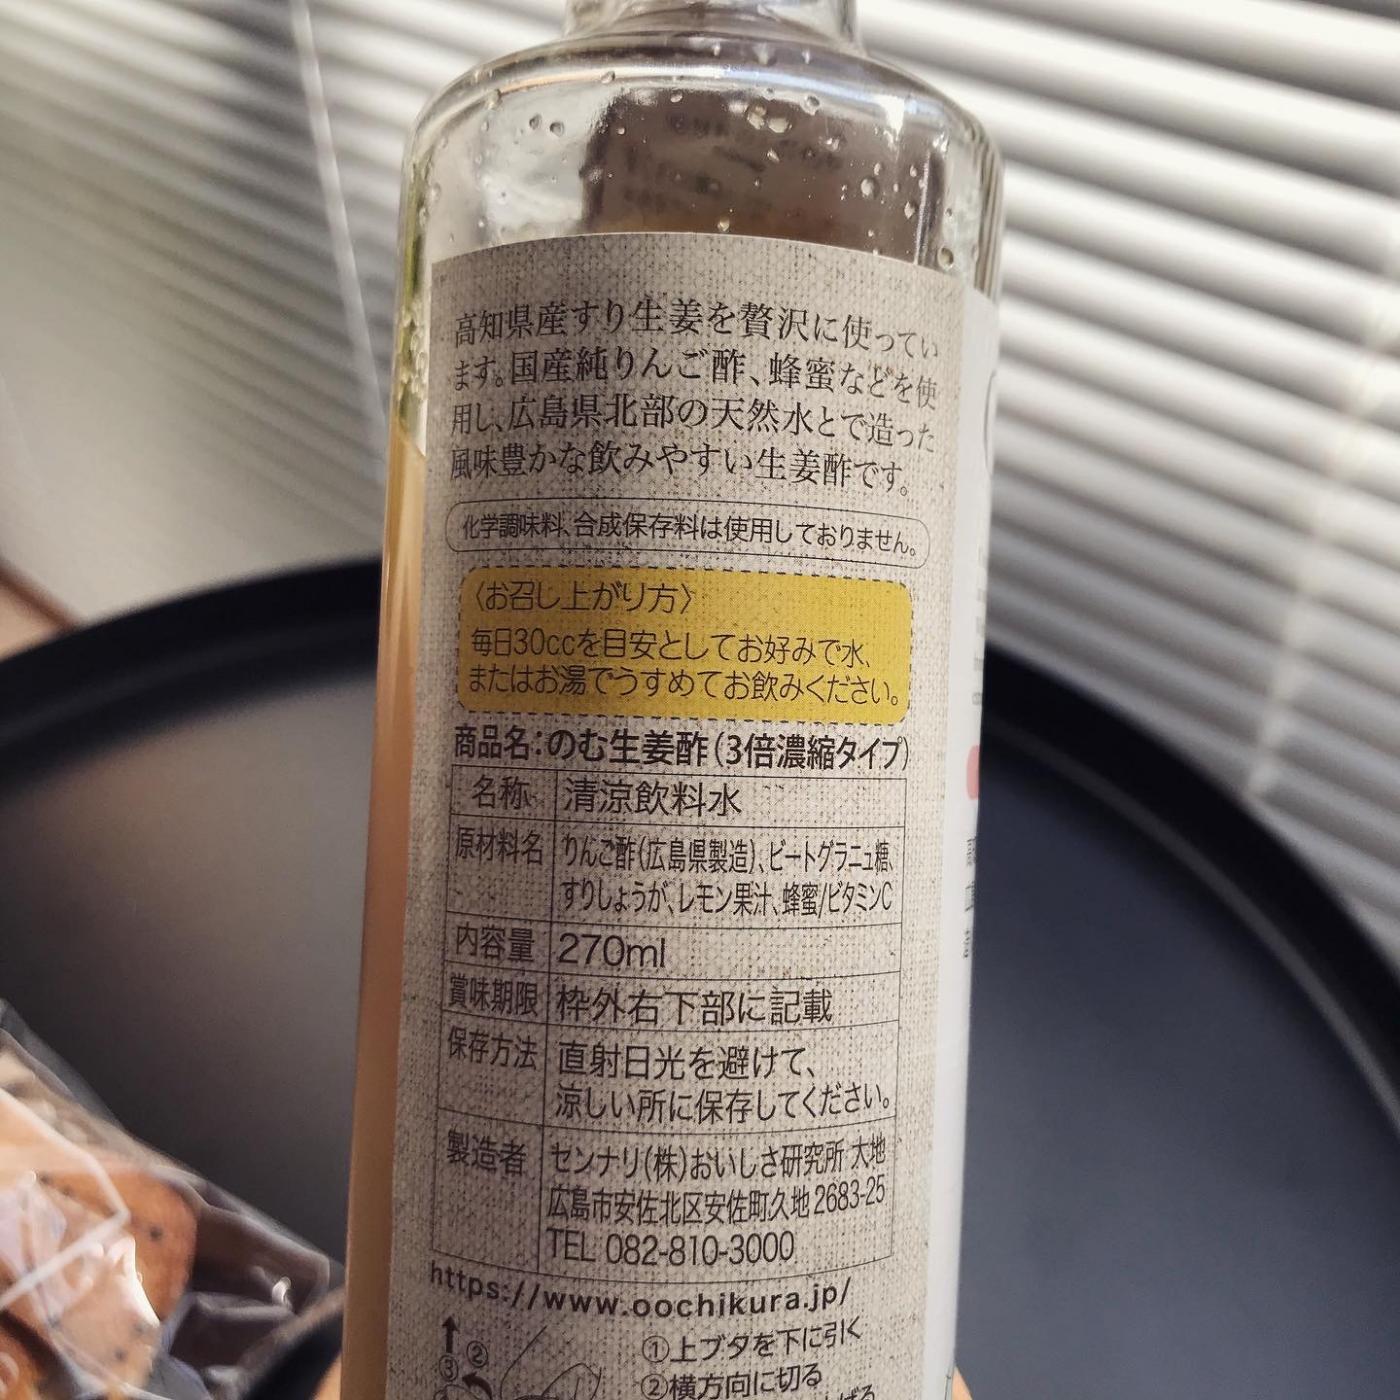 高知県産すり生姜を贅沢に使ってい
ます。国産純りんご酢、蜂蜜などを使
用し、広島県北部の天然水とで造った
風味豊かな飲みやすい生姜酢です。
化学調味料、合成保存料は使用しておりません。
〈お召し上がり方〉
毎日30ccを目安としてお好みで水、
またはお湯でうすめてお飲みください。
商品名：のむ生姜酢（3倍濃縮タイプ）
名称 清涼飲料水
原材料名 りんご酢（広島県製造）、ビートグラニュ糖、
すりしょうが、レモン果汁、蜂蜜/ビタミンC
内容量 270ml
賞味期限 枠外右下部に記載
保存方法 直射日光を避けて、
涼しい所に保存してください。
製造者 センナリ（株）おいしさ研究所 大地
広島市安佐北区安佐町久地2683-25
TEL 082-810-3000
https://www.oochikura.jp/
①上ブタを下に引く
②横方向に切る
③
②